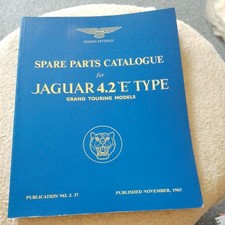 SPARE PARTS CATALOGUE
for
JAGUAR 4.2 "E" TYPE
GRAND TOURING MODELS
PUBLICATION NO. J. 37
PUBLISHED NOVEMBER, 1965